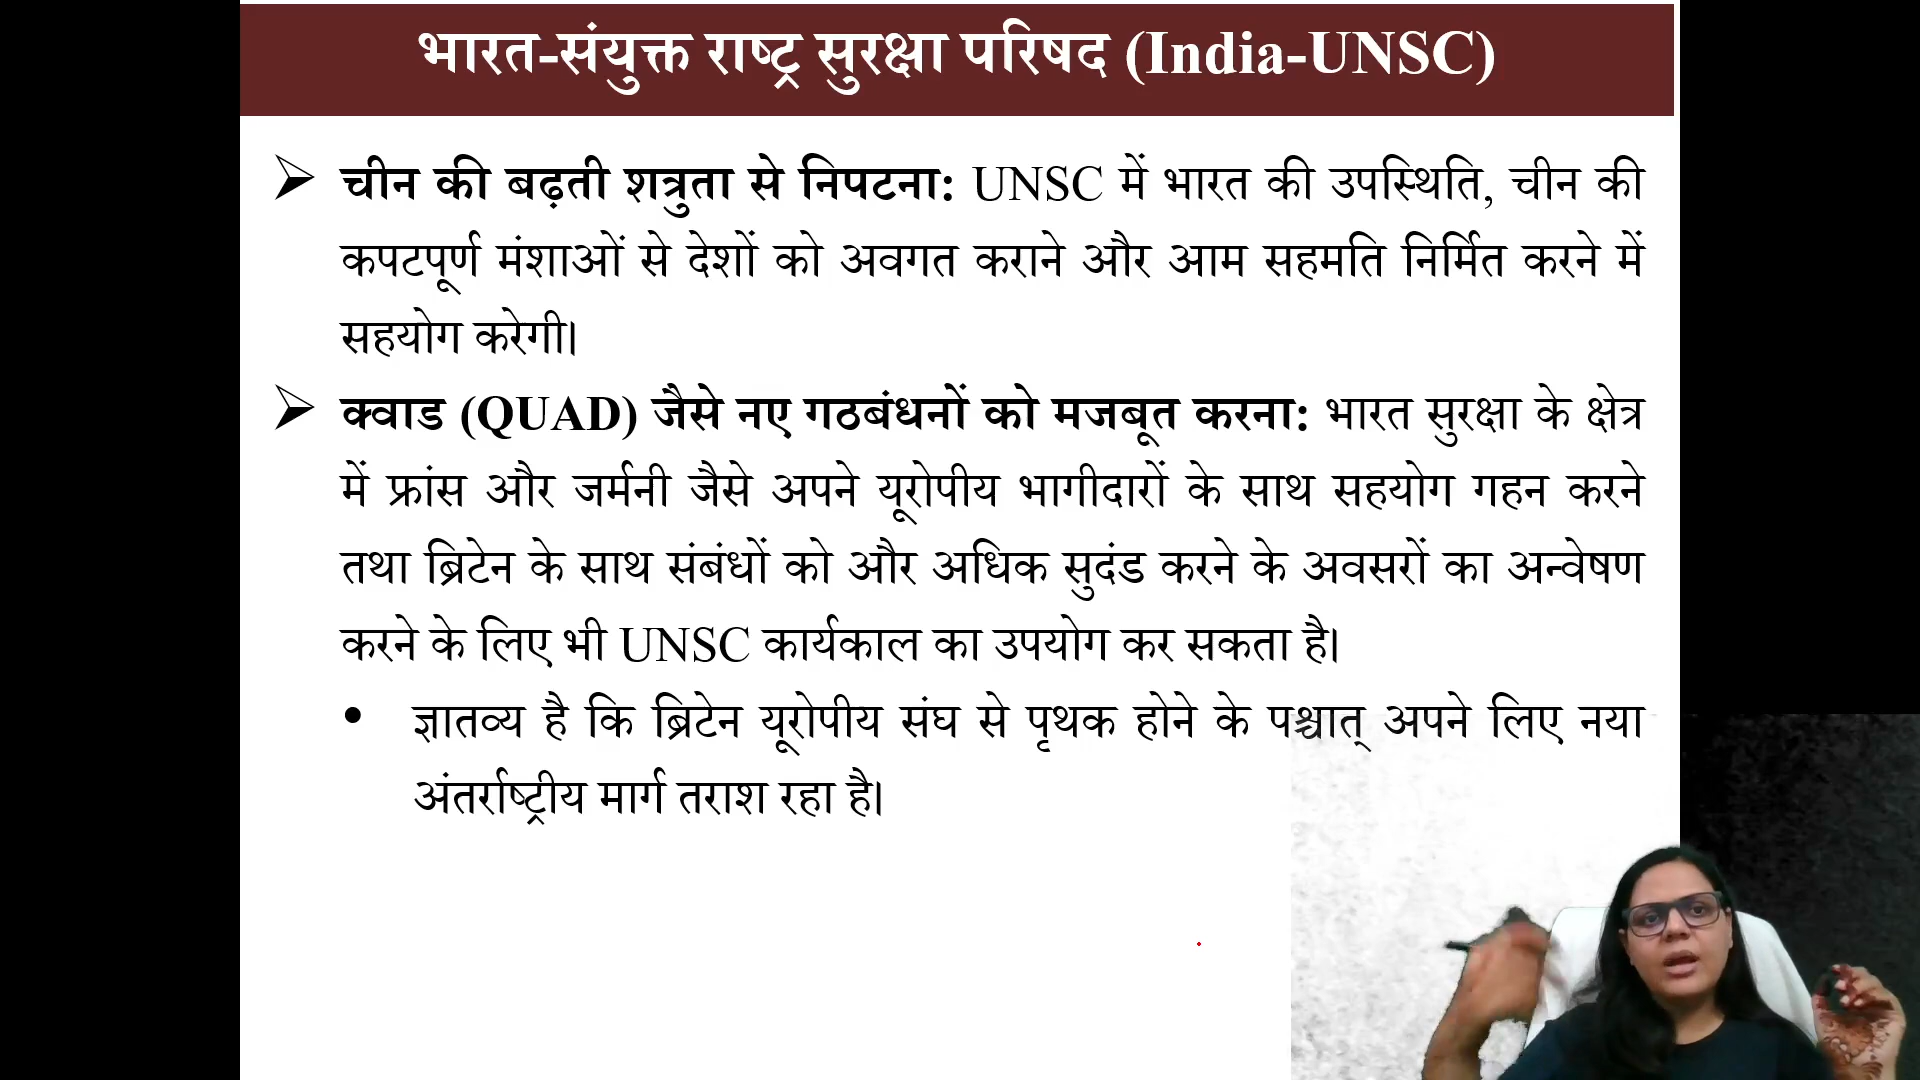 भारत-संयुक्त राष्ट्र सुरक्षा परिषद (India-UNSC)
चीन की बढ़ती शत्रुता से निपटना: UNSC में भारत की उपस्थिति, चीन की
कपटपूर्ण मंशाओं से देशों को अवगत कराने और आम सहमति निर्मित करने में
सहयोग करेगी।
क्वाड (QUAD) जैसे नए गठबंधनों को मजबूत करना: भारत सुरक्षा के क्षेत्र
में फ्रांस और जर्मनी जैसे अपने यूरोपीय भागीदारों के साथ सहयोग गहन करने
तथा ब्रिटेन के साथ संबंधों को और अधिक सुदंड करने के अवसरों का अन्वेषण
करने के लिए भी UNSC कार्यकाल का उपयोग कर सकता है।
• ज्ञातव्य है कि ब्रिटेन यूरोपीय संघ से पृथक होने के पश्चात् अपने लिए नया
अंतर्राष्ट्रीय मार्ग तराश रहा है।